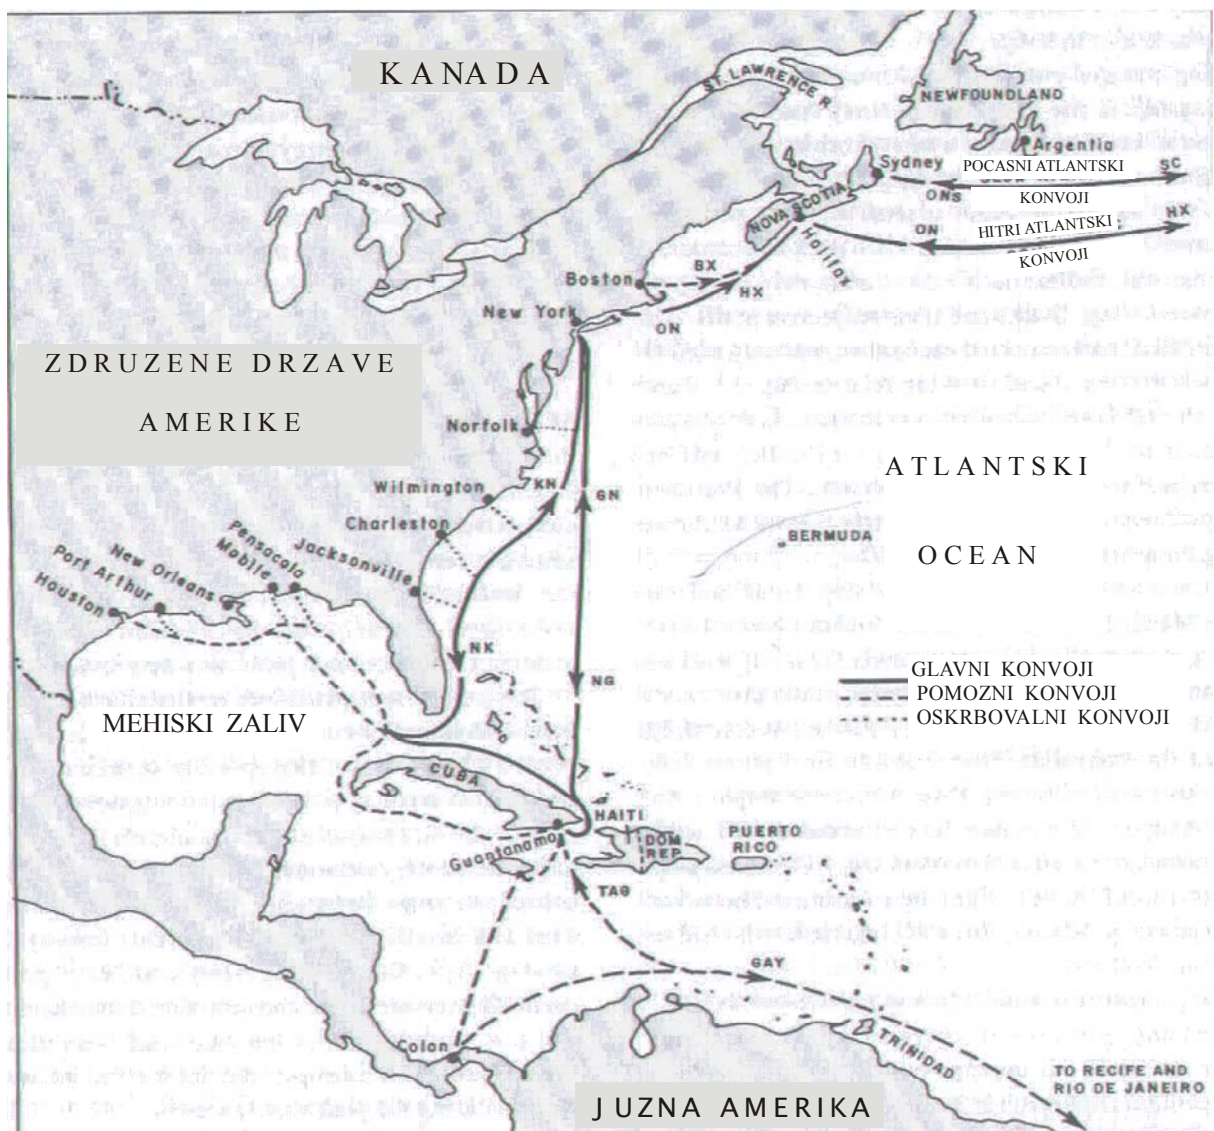 KANADA
ST. LAWRENCE R.
NEWFOUNDLAND
Argentia
Sydney
POCASNI ATLANTSKI
SC
ONS
KONVOJI
NOVA SCOTIA
HX
ON
HITRI ATLANTSKI
KONVOJI
Halifax
Boston
BX
HX
New York
ON
ZDRUZENE DRZAVE
AMERIKE
Norfolk
ATLANTSKI
Wilmington
KN
GN
Charleston
BERMUDA
OCEAN
Jacksonville
Pensacola
Mobile
New Orleans
Port Arthur
Houston
NK
NG
GLAVNI KONVOJI
POMOZNI KONVOJI
OSKRBOVALNI KONVOJI
MEHISKI ZALIV
CUBA
HAITI
Guantanamo
DOM.
REP.
PUERTO
RICO
TAG
GAY
Colon
TRINIDAD
TO RECIFE AND
RIO DE JANEIRO
JUZNA AMERIKA